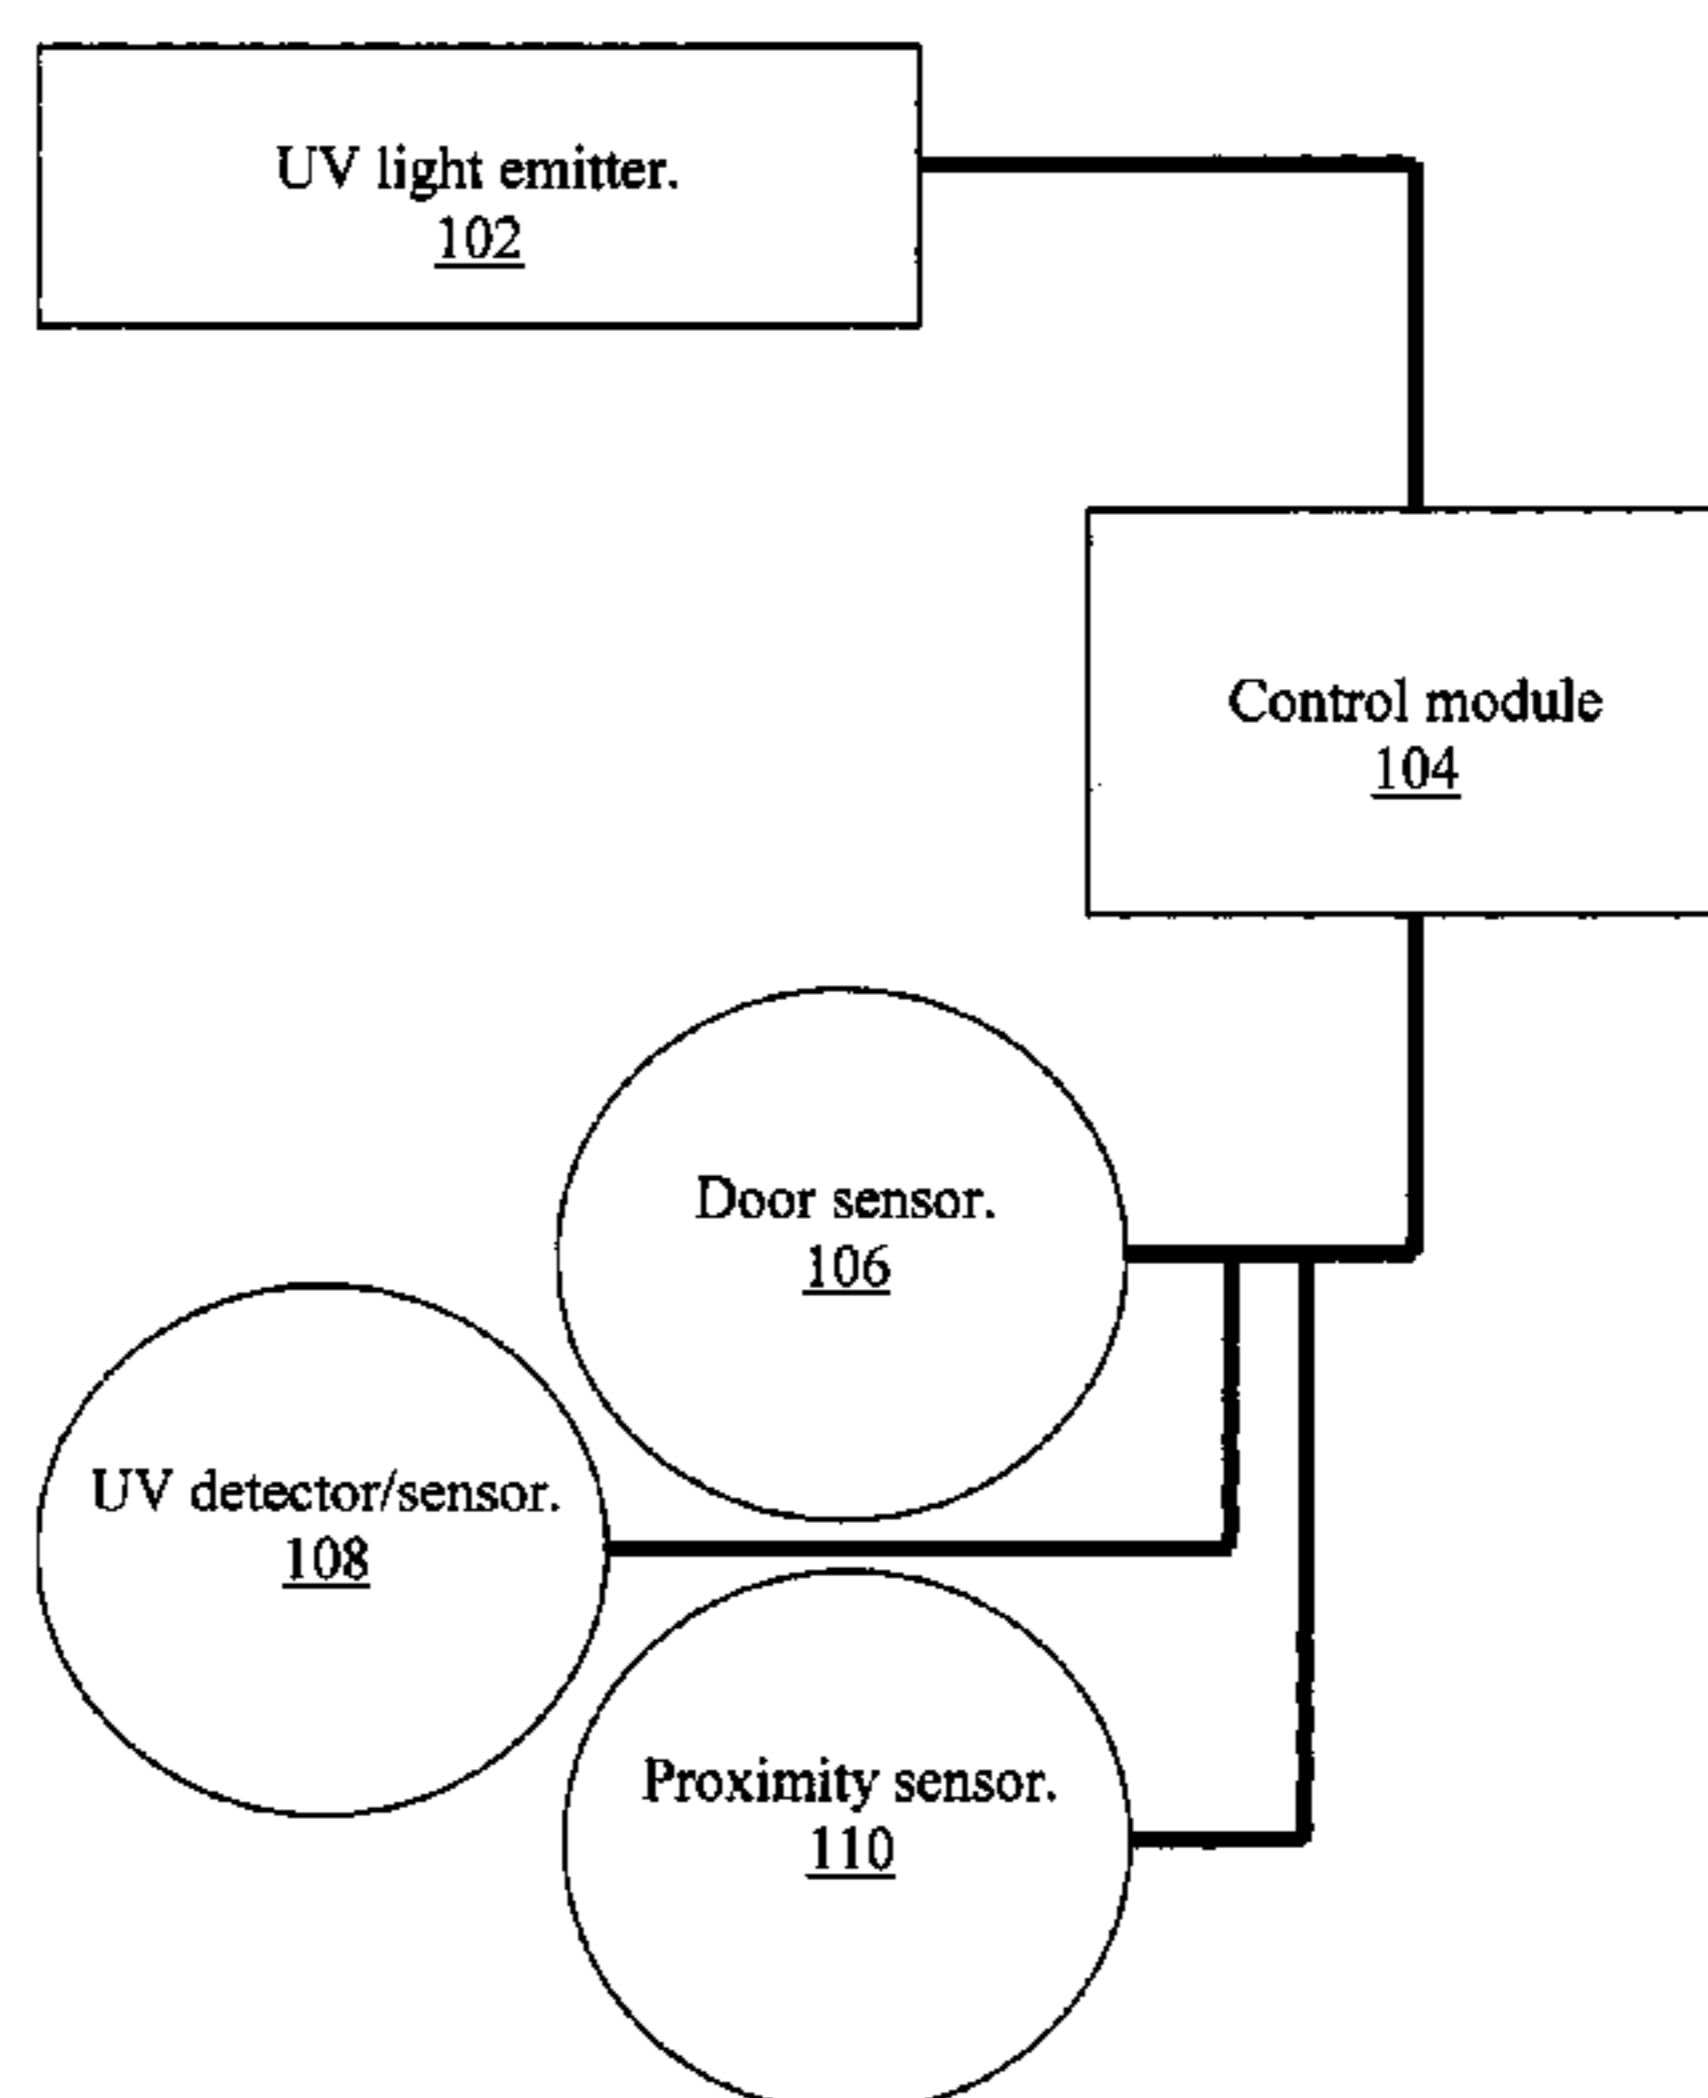 UV light emitter.
102
Control module
104
Door sensor.
106
UV detector/sensor.
108
Proximity sensor.
110